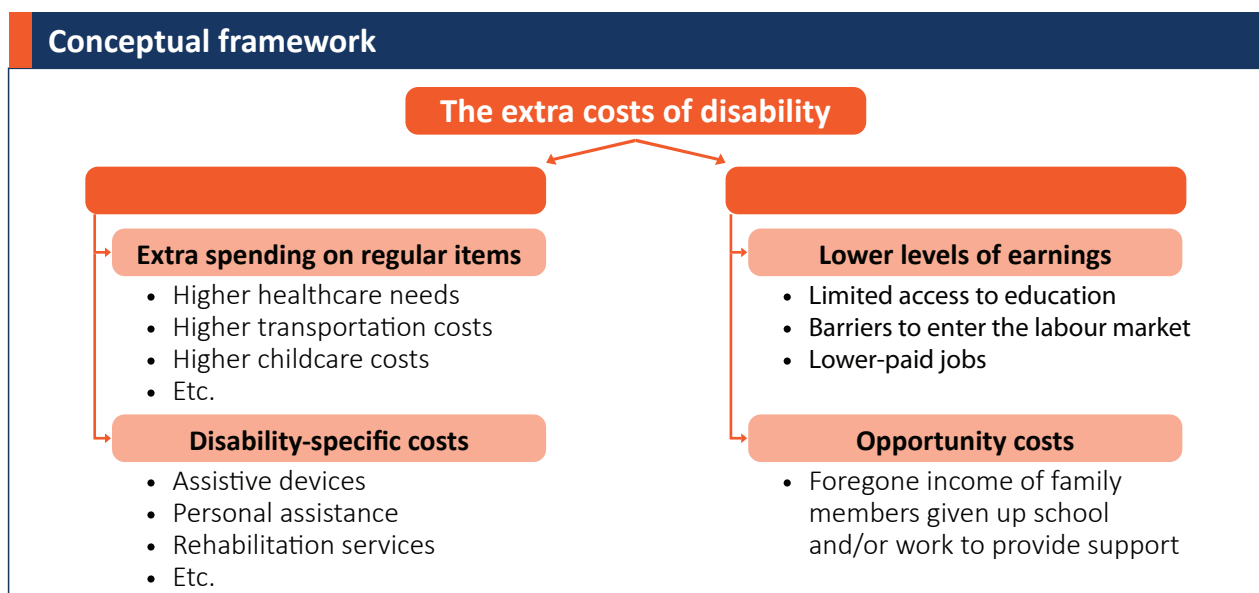 Conceptual framework
The extra costs of disability
Extra spending on regular items
• Higher healthcare needs
• Higher transportation costs
• Higher childcare costs
• Etc.
Disability-specific costs
• Assistive devices
• Personal assistance
• Rehabilitation services
• Etc.
Lower levels of earnings
• Limited access to education
• Barriers to enter the labour market
• Lower-paid jobs
Opportunity costs
• Foregone income of family
members given up school
and/or work to provide support